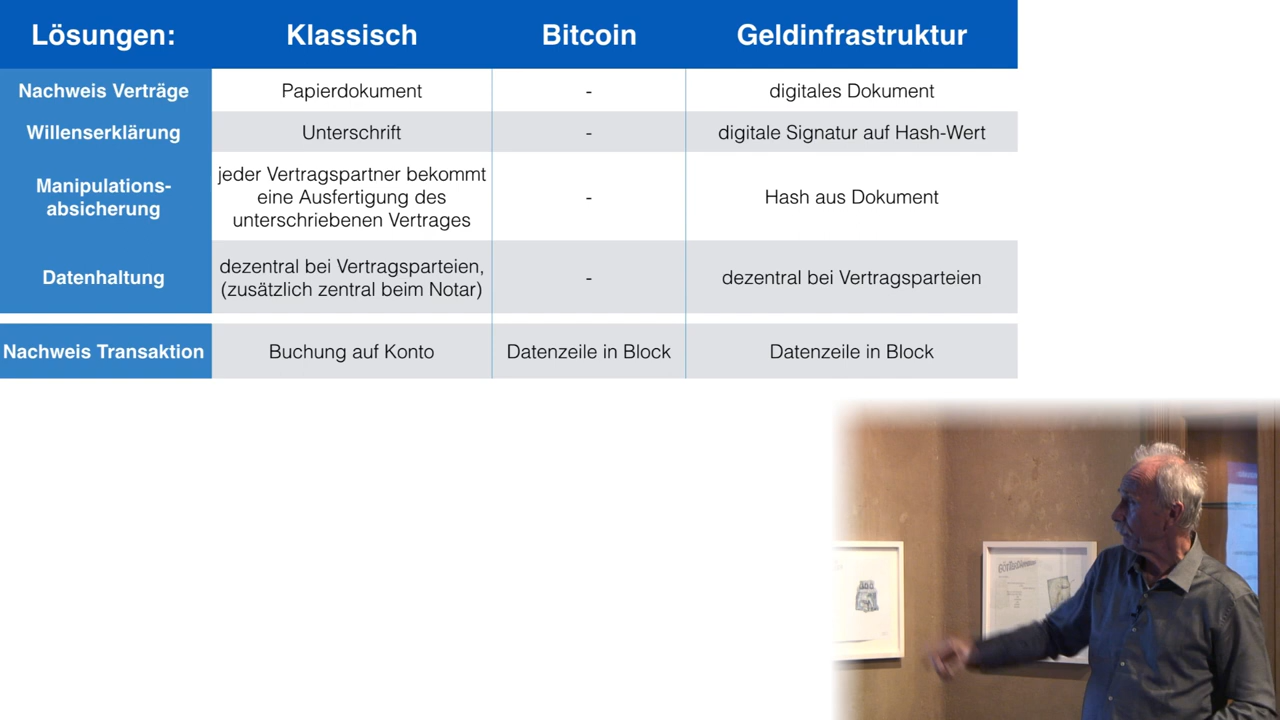 Lösungen: Klassisch Bitcoin Geldinfrastruktur
Nachweis Verträge Papierdokument - digitales Dokument
Willenserklärung Unterschrift - digitale Signatur auf Hash-Wert
Manipulations-
absicherung
jeder Vertragspartner bekommt
eine Ausfertigung des
unterschriebenen Vertrages
-
Hash aus Dokument
Datenhaltung
dezentral bei Vertragsparteien,
(zusätzlich zentral beim Notar)
-
dezentral bei Vertragsparteien
Nachweis Transaktion Buchung auf Konto Datenzeile in Block Datenzeile in Block